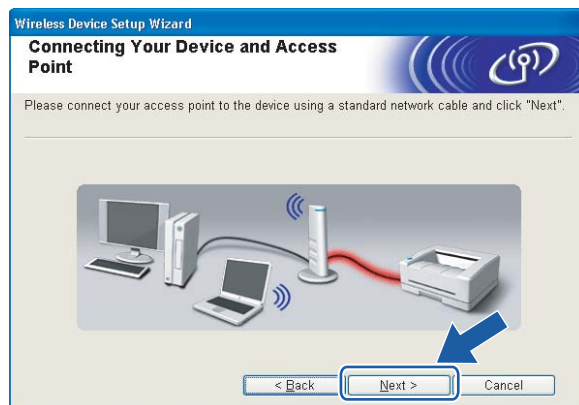 Wireless Device Setup Wizard
Connecting Your Device and Access
Point
Please connect your access point to the device using a standard network cable and click "Next".
< Back
Next >
Cancel